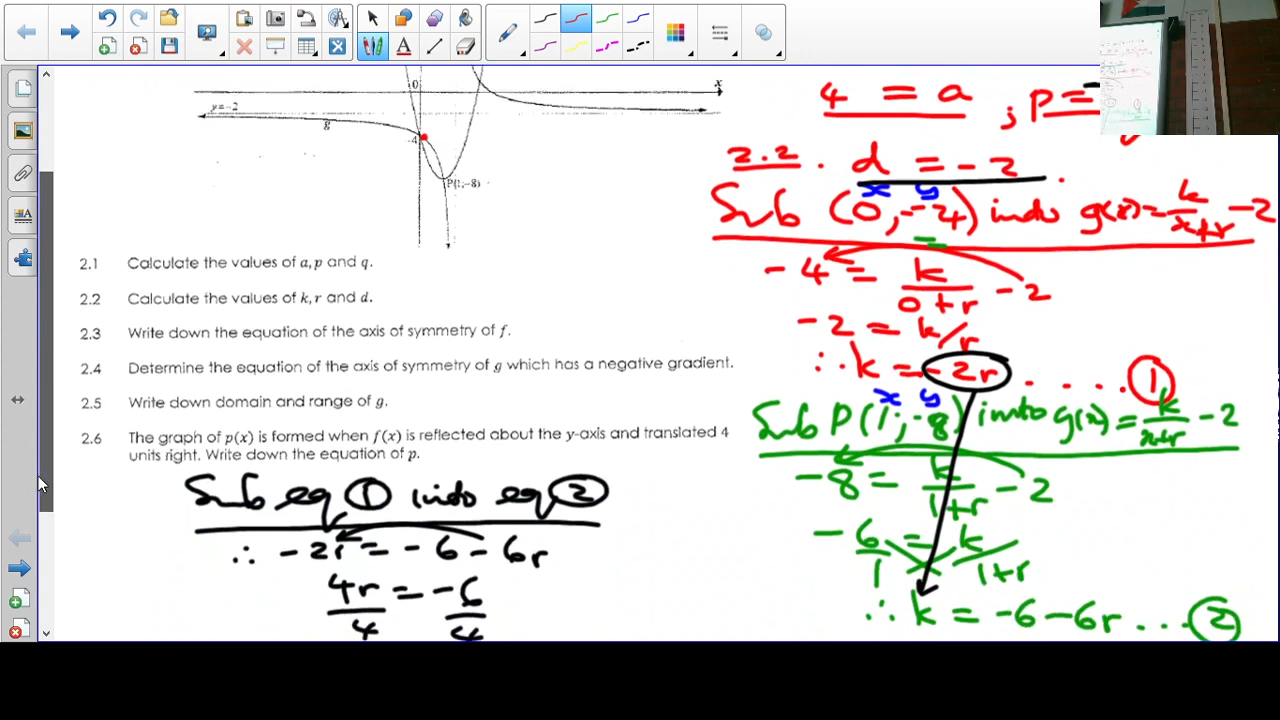 0
x
y=-2
g
-4
P(1;-8)
2.1 Calculate the values of a, p and q.
2.2 Calculate the values of k, r and d.
2.3 Write down the equation of the axis of symmetry of f.
2.4 Determine the equation of the axis of symmetry of g which has a negative gradient.
2.5 Write down domain and range of g.
2.6 The graph of p(x) is formed when f(x) is reflected about the y-axis and translated 4
units right. Write down the equation of p.
Sub eq ① into eq ②
∴ -2r = -6 - 6r
4r = -6
4 4
4 = a ; p =
2.2 . d = -2 .
x y
Sub (0;-4) into g(x) = k/(x+r) - 2
-4 = k/(0+r) - 2
-2 = k/r
∴ k = -2r . . . . ①
x y
Sub P(1;-8) into g(x) = k/(x+r) - 2
-8 = k/(1+r) - 2
-6/1 = k/(1+r)
∴ k = -6 - 6r ... ②